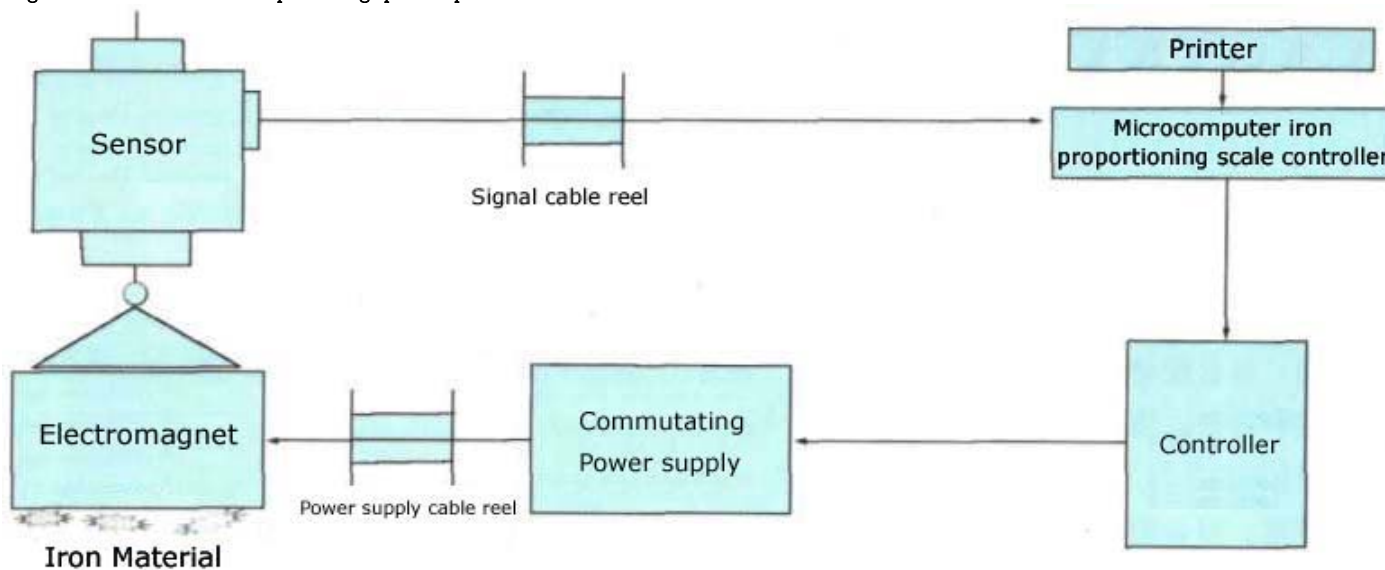 Printer
Microcomputer iron
proportioning scale controller
Sensor
Signal cable reel
Electromagnet
Commutating
Power supply
Controller
Power supply cable reel
Iron Material